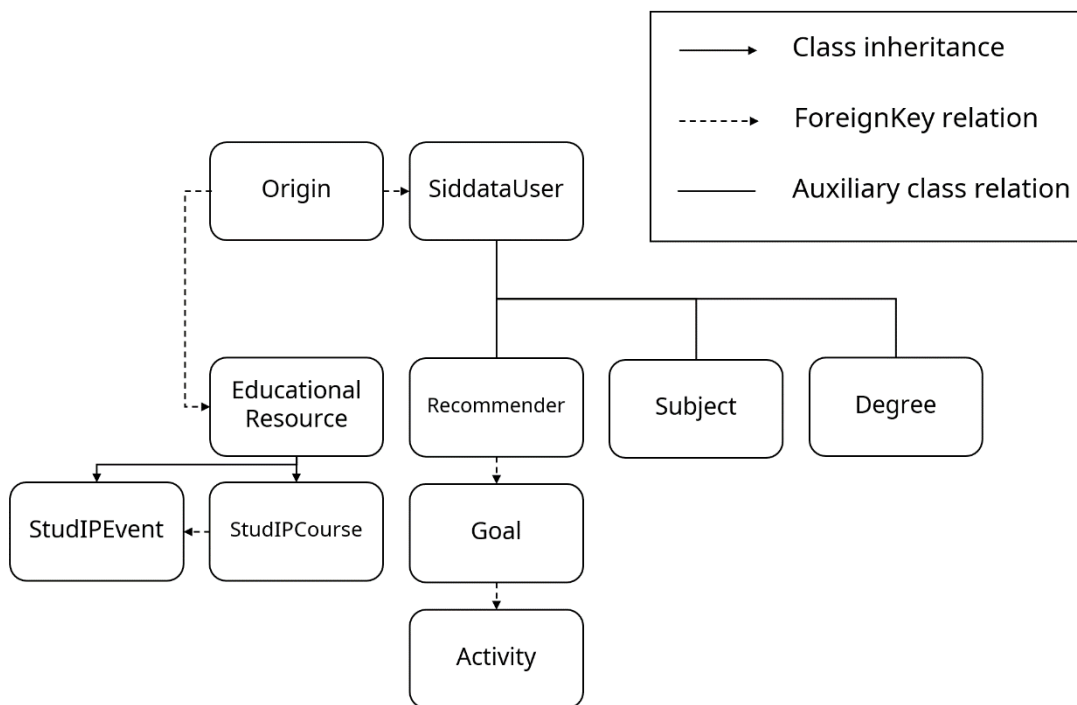 Class inheritance
ForeignKey relation
Auxiliary class relation
Origin
SiddataUser
Educational
Resource
Recommender
Subject
Degree
StudIPEvent
StudIPCourse
Goal
Activity